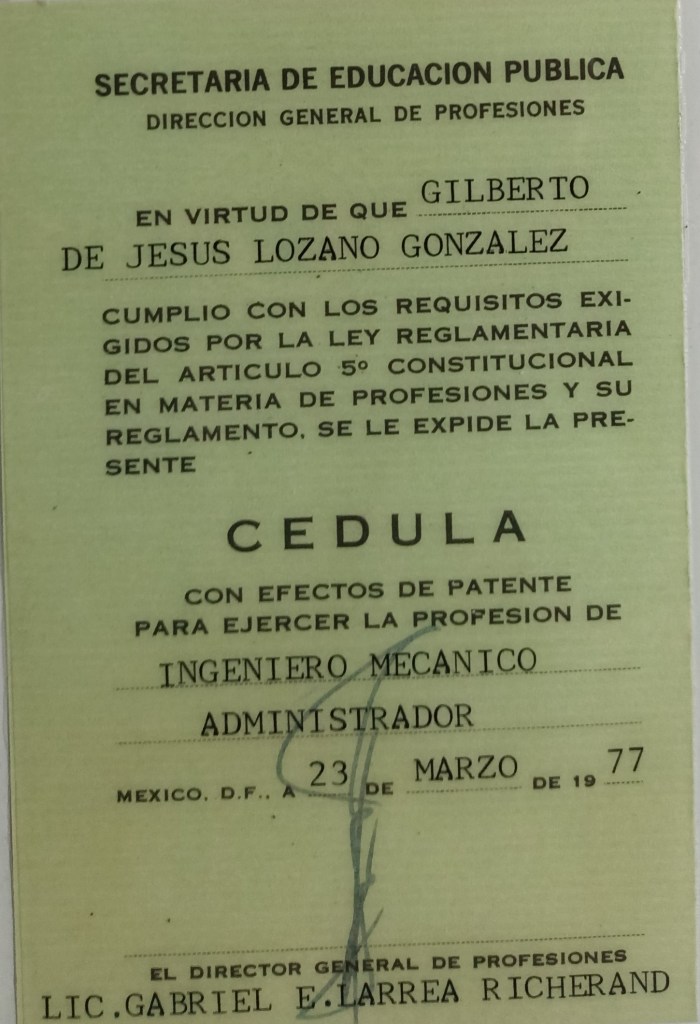 SECRETARIA DE EDUCACION PUBLICA
DIRECCION GENERAL DE PROFESIONES
EN VIRTUD DE QUE GILBERTO
DE JESUS LOZANO GONZALEZ
CUMPLIO CON LOS REQUISITOS EXI-
GIDOS POR LA LEY REGLAMENTARIA
DEL ARTICULO 5º CONSTITUCIONAL
EN MATERIA DE PROFESIONES Y SU
REGLAMENTO, SE LE EXPIDE LA PRE-
SENTE
CEDULA
CON EFECTOS DE PATENTE
PARA EJERCER LA PROFESION DE
INGENIERO MECANICO
ADMINISTRADOR
MEXICO, D.F., A 23 DE MARZO DE 1977
EL DIRECTOR GENERAL DE PROFESIONES
LIC.GABRIEL E.LARREA RICHERAND